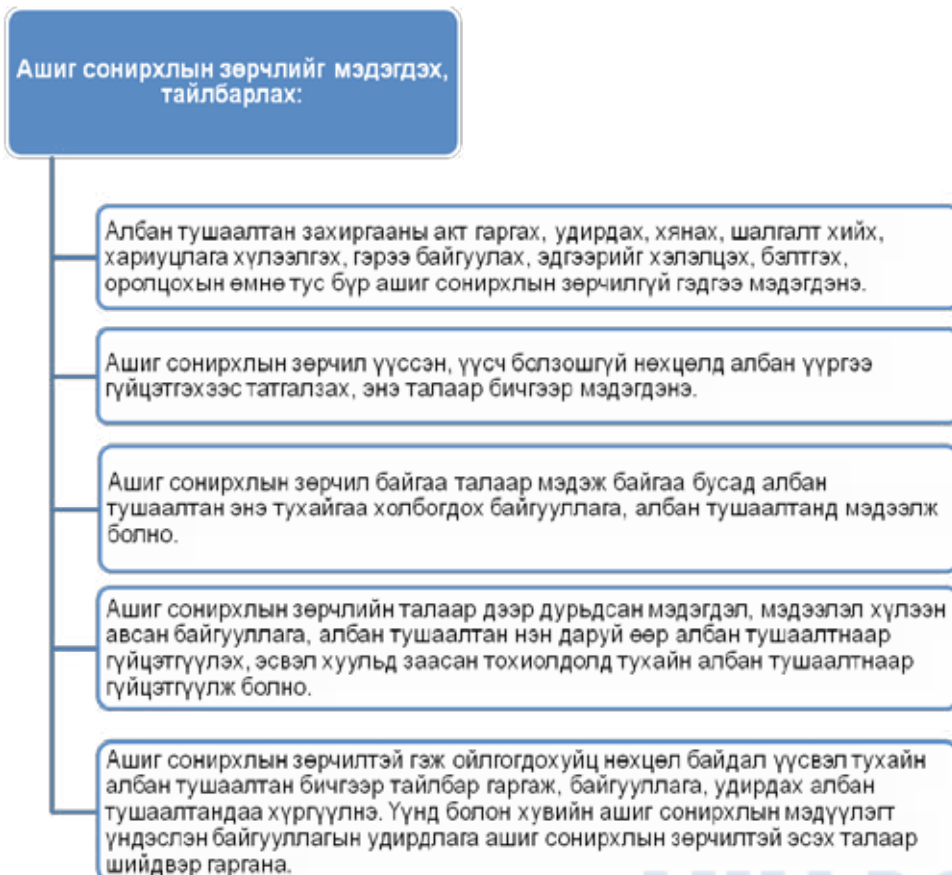 Ашиг сонирхлын зөрчлийг мэдэгдэх,
тайлбарлах:
Албан тушаалтан захиргааны акт гаргах, удирдах, хянах, шалгалт хийх,
хариуцлага хүлээлгэх, гэрээ байгуулах, эдгээрийг хэлэлцэх, бэлтгэх,
оролцохын өмнө тус бүр ашиг сонирхлын зөрчилгүй гэдгээ мэдэгдэнэ.
Ашиг сонирхлын зөрчил үүссэн, үүсч болзошгүй нөхцөлд албан үүргээ
гүйцэтгэхээс татгалзах, энэ талаар бичгээр мэдэгдэнэ.
Ашиг сонирхлын зөрчил байгаа талаар мэдэж байгаа бусад албан
тушаалтан энэ тухайгаа холбогдох байгууллага, албан тушаалтанд мэдээлж
болно.
Ашиг сонирхлын зөрчлийн талаар дээр дурьдсан мэдэгдэл, мэдээлэл хүлээн
авсан байгууллага, албан тушаалтан нэн даруй өөр албан тушаалтнаар
гүйцэтгүүлэх, эсвэл хуульд заасан тохиолдолд тухайн албан тушаалтнаар
гүйцэтгүүлж болно.
Ашиг сонирхлын зөрчилтэй гэж ойлгогдохуйц нөхцөл байдал үүсвэл тухайн
албан тушаалтан бичгээр тайлбар гаргаж, байгууллага, удирдах албан
тушаалтандаа хүргүүлнэ. Үүнд болон хувийн ашиг сонирхлын мэдүүлэгт
үндэслэн байгууллагын удирдлага ашиг сонирхлын зөрчилтэй эсэх талаар
шийдвэр гаргана.